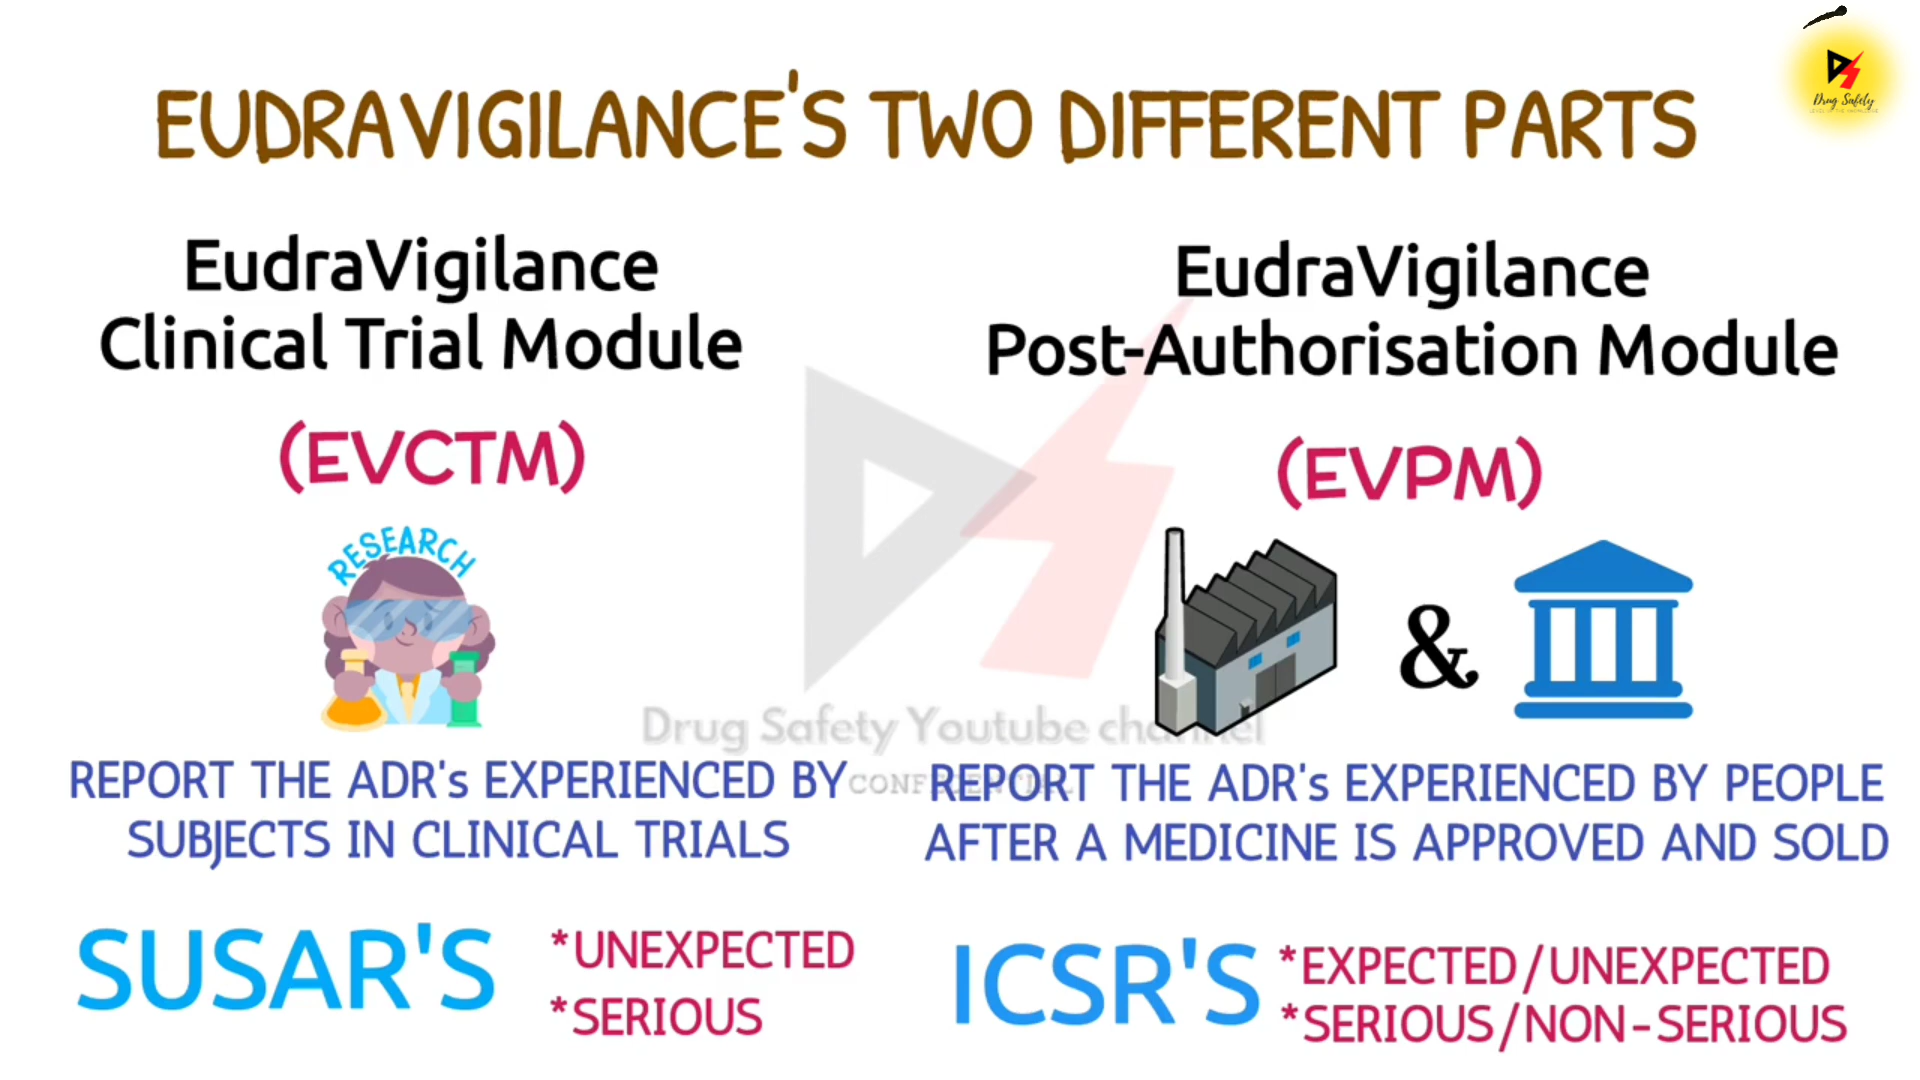 EUDRAVIGILANCE'S TWO DIFFERENT PARTS
Drug Safety
EudraVigilance
Clinical Trial Module
(EVCTM)
RESEARCH
REPORT THE ADR's EXPERIENCED BY
SUBJECTS IN CLINICAL TRIALS
SUSAR'S
*UNEXPECTED
*SERIOUS
EudraVigilance
Post-Authorisation Module
(EVPM)
&
REPORT THE ADR's EXPERIENCED BY PEOPLE
AFTER A MEDICINE IS APPROVED AND SOLD
ICSR'S
*EXPECTED/UNEXPECTED
*SERIOUS/NON-SERIOUS
Drug Safety Youtube channel
CONFIDENTIAL